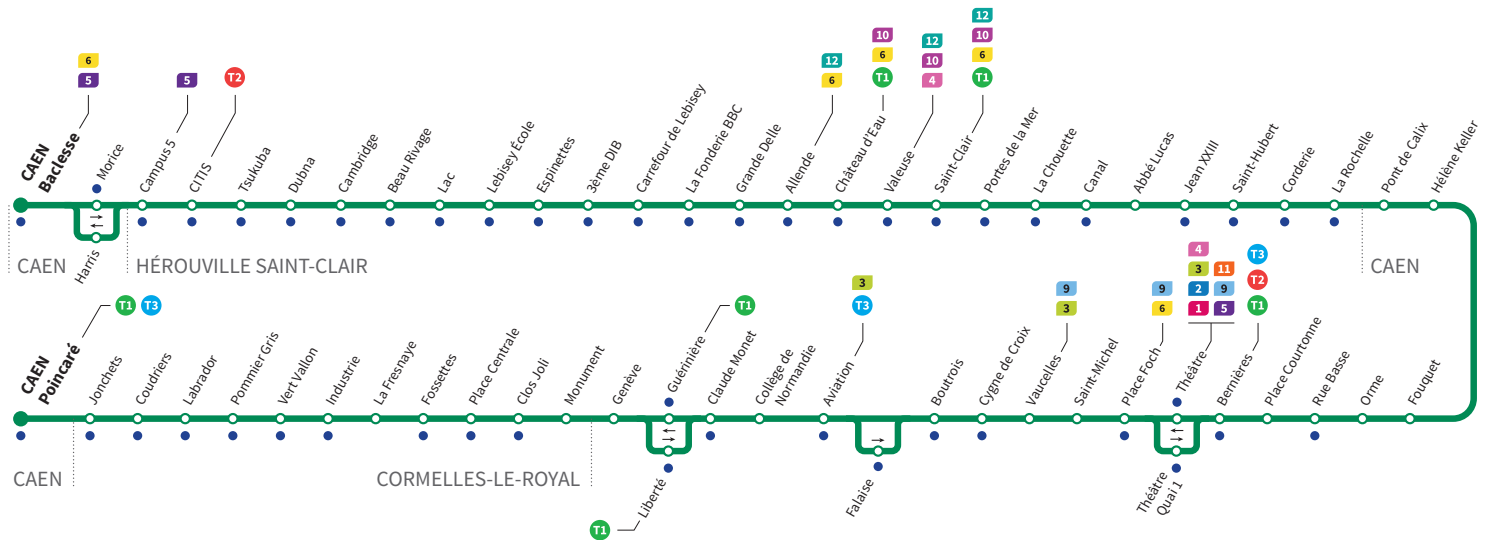 12
10
6
T1
10
6
T1
12
10
4
12
6
6
5
5
T2
CAEN
Baclesse
Morice
Campus 5
CITIS
Tsukuba
Dubna
Cambridge
Beau Rivage
Lac
Lebisey École
Espinettes
3ème DIB
Carrefour de Lebisey
La Fonderie BBC
Grande Delle
Allende
Château d'Eau
Valeuse
Saint-Clair
Portes de la Mer
La Chouette
Canal
Abbé Lucas
Jean XXIII
Saint-Hubert
Corderie
La Rochelle
Pont de Calix
Hélène Keller
Harris
CAEN
HÉROUVILLE SAINT-CLAIR
CAEN
T1 T3
T1
3
T3
9
3
9
6
4
3 11
2 9
1 5
T3
T2
T1
CAEN
Poincaré
Jonchets
Coudriers
Labrador
Pommier Gris
Vert Vallon
Industrie
La Fresnaye
Fossettes
Place Centrale
Clos Joli
Monument
Genève
Guérinière
Claude Monet
Collège de
Normandie
Aviation
Boutrois
Cygne de Croix
Vaucelles
Saint-Michel
Place Foch
Théâtre
Bernières
Place Courtonne
Rue Basse
Orme
Fouquet
CAEN
CORMELLES-LE-ROYAL
Liberté
Falaise
Théâtre
Quai 1
T1